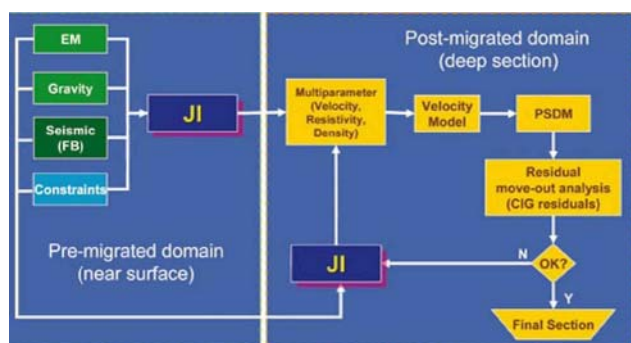 EM
Gravity
Seismic
(FB)
Constraints
JI
Pre-migrated domain
(near surface)
Post-migrated domain
(deep section)
Multiparameter
(Velocity,
Resistivity,
Density)
Velocity
Model
PSDM
Residual
move-out analysis
(CIG residuals)
JI
N
OK?
Y
Final Section